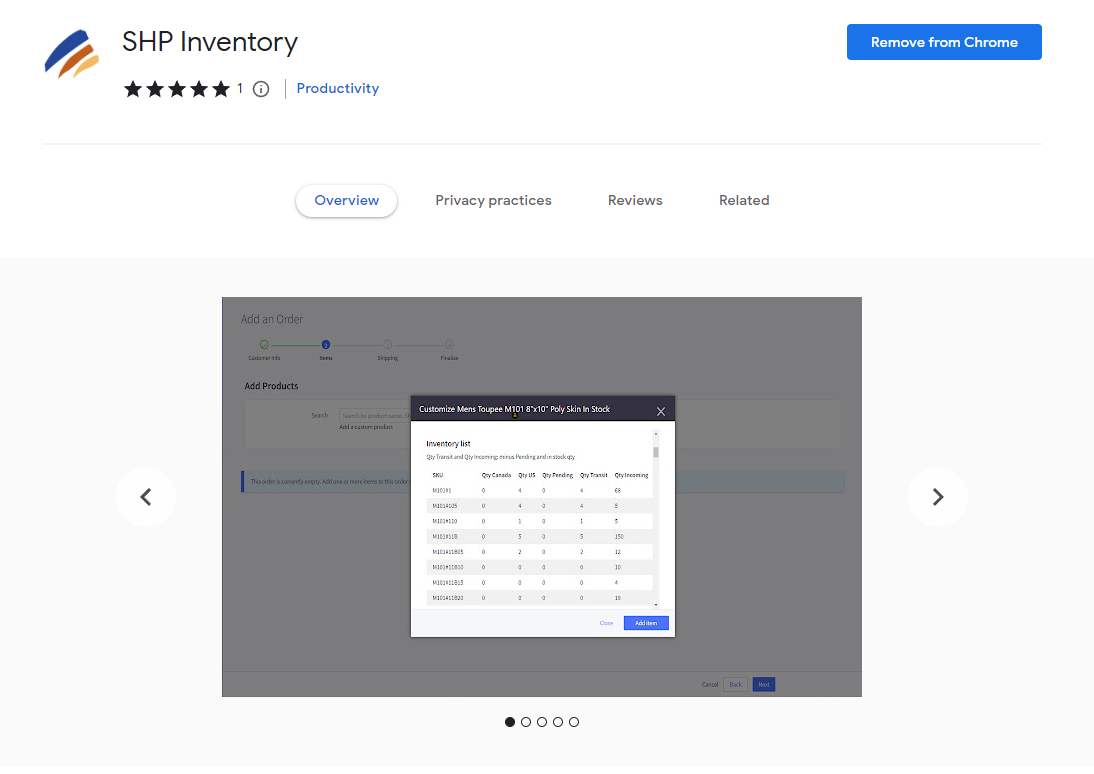 SHP Inventory
Remove from Chrome
1
Productivity
Overview
Privacy practices
Reviews
Related
Add an Order
2
Customer info
Items
Shipping
Finalize
Add Products
Search
Add a custom product
Customize Mens Toupee M101 8"x10" Poly Skin In Stock
Inventory list
Qty Transit and Qty Incoming: minus Pending and in stock qty
SKU Qty Canada Qty US Qty Pending Qty Transit Qty Incoming
M101#1 0 4 0 4 68
M101#105 0 4 0 4 5
M101#110 0 1 0 1 5
M101#11B 0 5 0 5 150
M101#11B05 0 2 0 2 12
M101#11B10 0 0 0 0 10
M101#11B15 0 0 0 0 4
M101#11B20 0 0 0 0 19
This order is currently empty. Add one or more items to this order
Close
Add item
Cancel
Back
Next